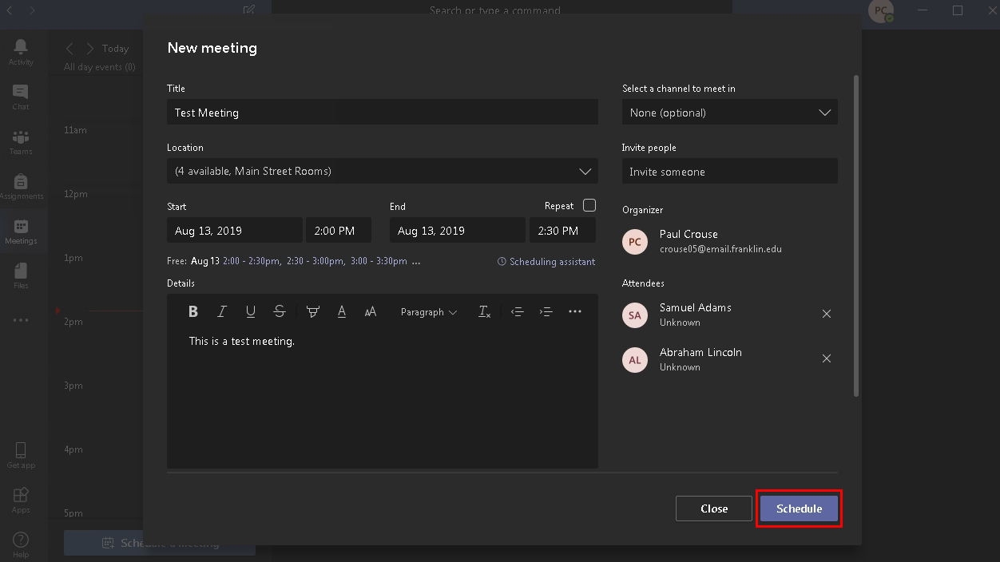 Search or type a command
PC
Activity
Chat
Teams
Assignments
Meetings
Files
Get app
Apps
Help
Today
All day events (0)
11am
12pm
1pm
2pm
3pm
4pm
5pm
Schedule a meeting
New meeting
Title
Test Meeting
Location
(4 available, Main Street Rooms)
Start
End
Repeat
Aug 13, 2019
2:00 PM
Aug 13, 2019
2:30 PM
Free: Aug 13 2:00 - 2:30pm, 2:30 - 3:00pm, 3:00 - 3:30pm ...
Scheduling assistant
Details
B I U S A AA Paragraph Ix
This is a test meeting.
Select a channel to meet in
None (optional)
Invite people
Invite someone
Organizer
PC
Paul Crouse
crouse05@email.franklin.edu
Attendees
SA
Samuel Adams
Unknown
AL
Abraham Lincoln
Unknown
Close
Schedule